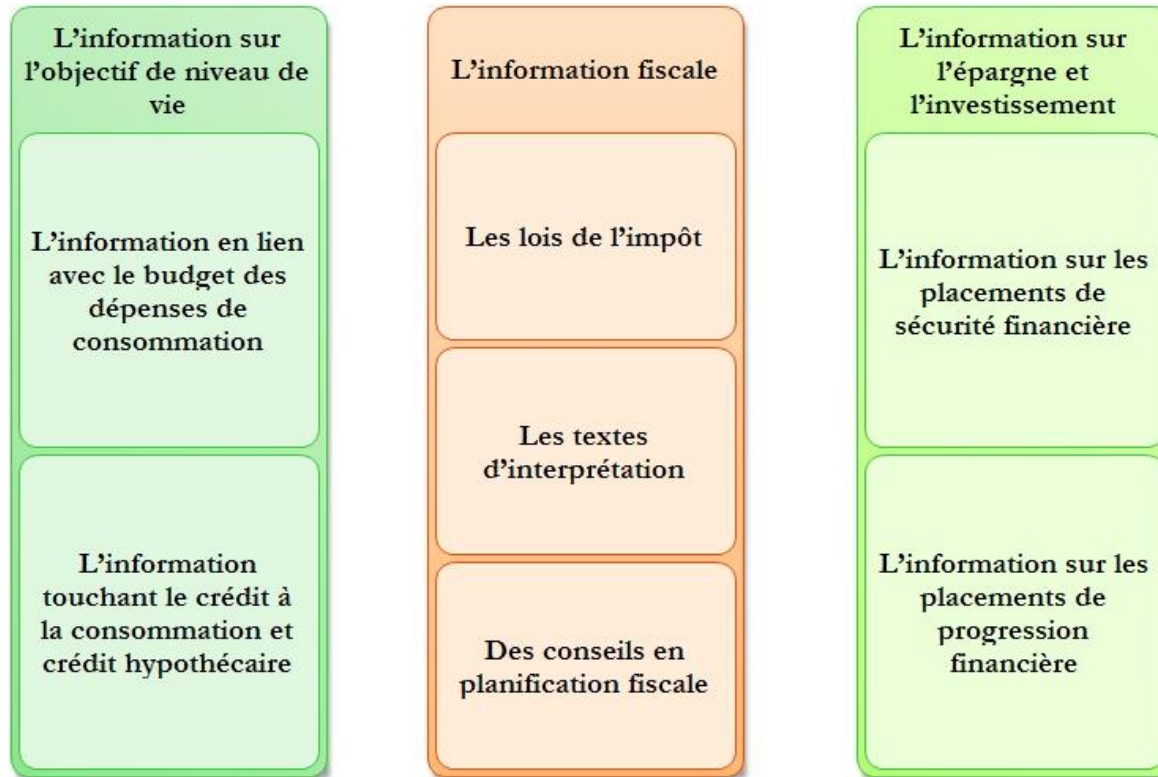 L’information sur
l’objectif de niveau de
vie
L’information en lien
avec le budget des
dépenses de
consommation
L’information
touchant le crédit à
la consommation et
crédit hypothécaire
L’information fiscale
Les lois de l’impôt
Les textes
d’interprétation
Des conseils en
planification fiscale
L’information sur
l’épargne et
l’investissement
L’information sur les
placements de
sécurité financière
L’information sur les
placements de
progression
financière